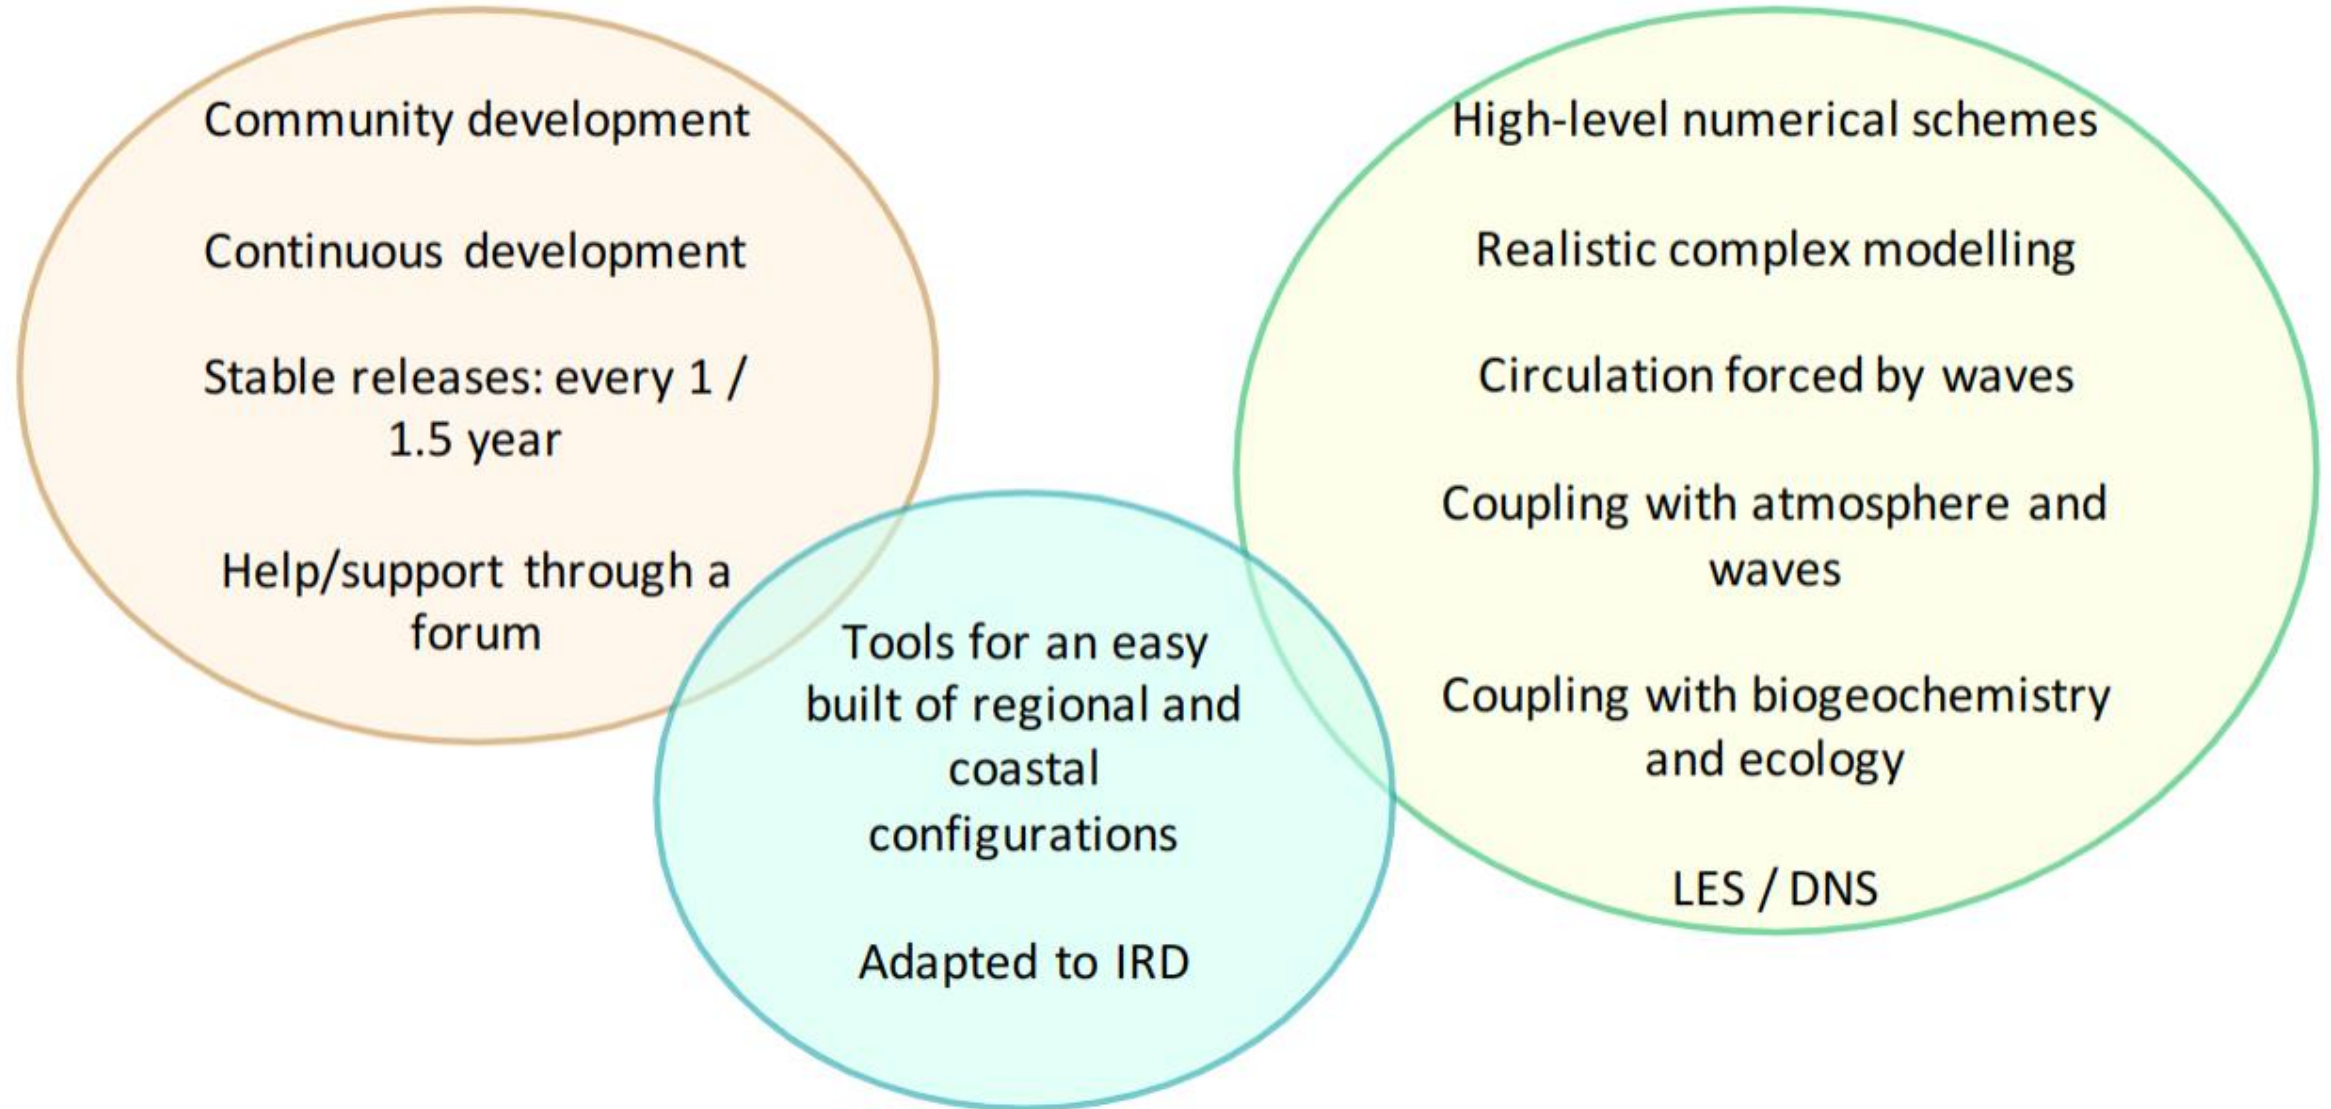 Community development
Continuous development
Stable releases: every 1 /
1.5 year
Help/support through a
forum
Tools for an easy
built of regional and
coastal
configurations
Adapted to IRD
High-level numerical schemes
Realistic complex modelling
Circulation forced by waves
Coupling with atmosphere and
waves
Coupling with biogeochemistry
and ecology
LES / DNS